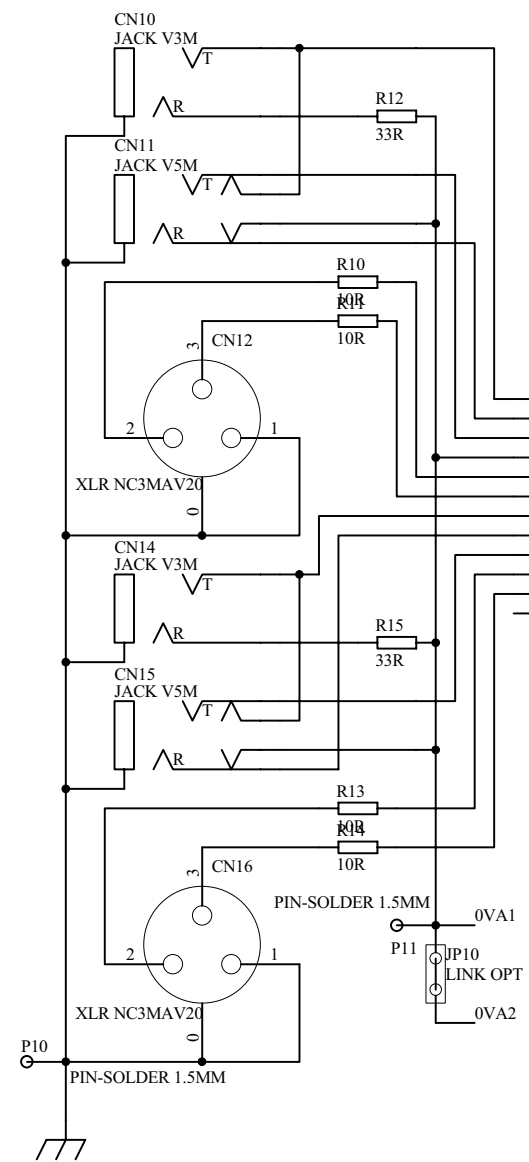 CN10
JACK V3M
T
R
R12
33R
CN11
JACK V5M
T
R
R10
10R
R11
10R
CN12
3
2
1
XLR NC3MAV20
0
CN14
JACK V3M
T
R
R15
33R
CN15
JACK V5M
T
R
R13
10R
R14
10R
CN16
3
2
1
PIN-SOLDER 1.5MM
0VA1
P11
JP10
LINK OPT
XLR NC3MAV20
0
0VA2
P10
PIN-SOLDER 1.5MM